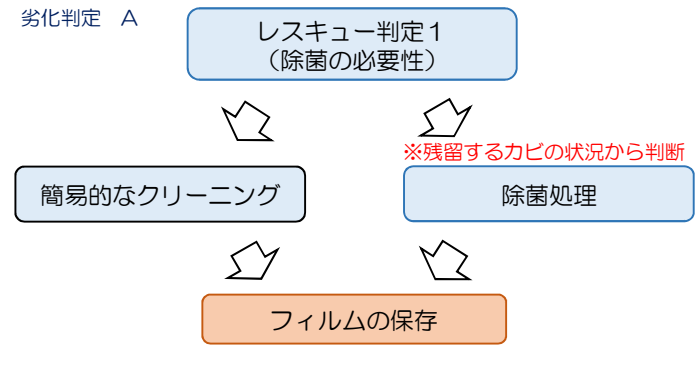 劣化判定　A
レスキュー判定１
（除菌の必要性）
※残留するカビの状況から判断
簡易的なクリーニング
除菌処理
フィルムの保存